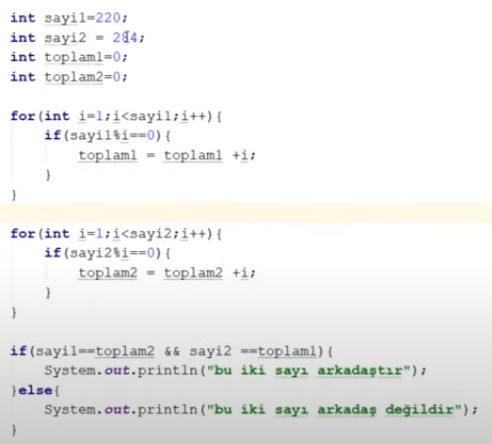 int sayi1=220;
int sayi2 = 284;
int toplam1=0;
int toplam2=0;
for(int i=1;i<sayi1;i++){
if(sayi1%i==0){
toplam1 = toplam1 +i;
}
}
for(int i=1;i<sayi2;i++){
if(sayi2%i==0){
toplam2 = toplam2 +i;
}
}
if(sayi1==toplam2 && sayi2 ==toplam1){
System.out.println("bu iki sayı arkadaştır");
}else{
System.out.println("bu iki sayı arkadaş değildir");
}